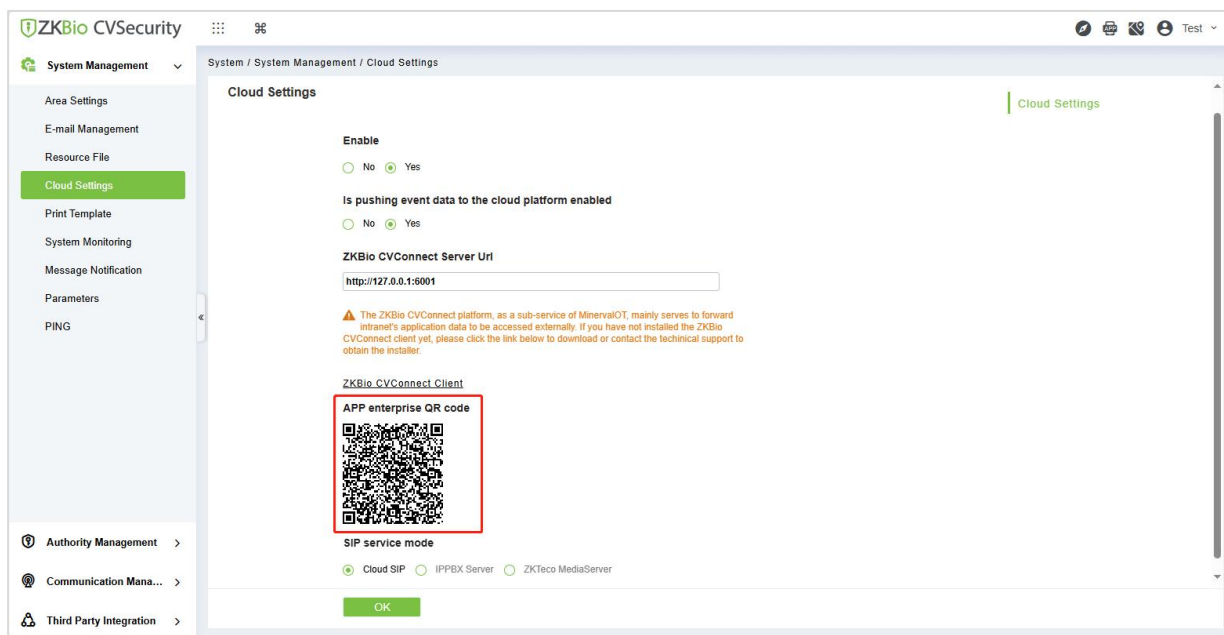 ZKBio CVSecurity
APP
Test
System Management
Area Settings
E-mail Management
Resource File
Cloud Settings
Print Template
System Monitoring
Message Notification
Parameters
PING
Authority Management
Communication Mana...
Third Party Integration
System / System Management / Cloud Settings
Cloud Settings
Cloud Settings
Enable
No Yes
Is pushing event data to the cloud platform enabled
No Yes
ZKBio CVConnect Server Url
http://127.0.0.1:6001
The ZKBio CVConnect platform, as a sub-service of MinervaIOT, mainly serves to forward
intranet's application data to be accessed externally. If you have not installed the ZKBio
CVConnect client yet, please click the link below to download or contact the techinical support to
obtain the installer.
ZKBio CVConnect Client
APP enterprise QR code
SIP service mode
Cloud SIP IPPBX Server ZKTeco MediaServer
OK